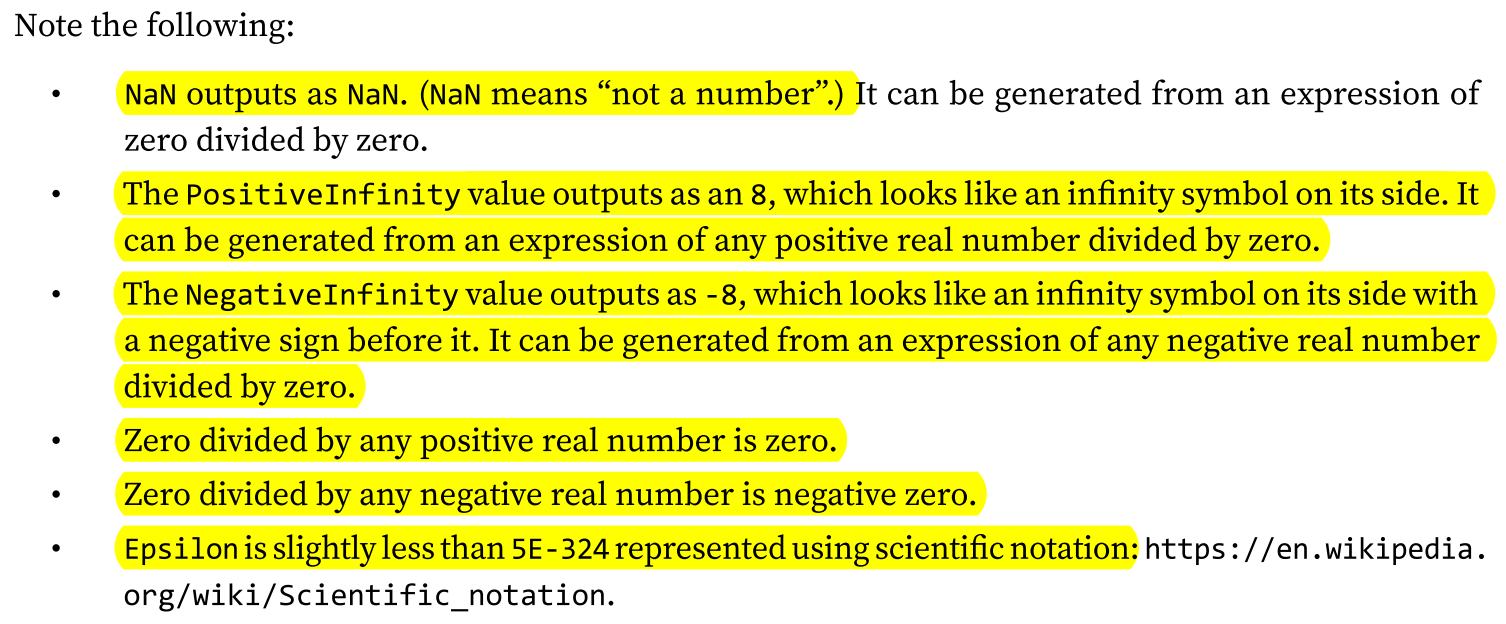 Note the following:
• NaN outputs as NaN. (NaN means “not a number”.) It can be generated from an expression of
zero divided by zero.
• The PositiveInfinity value outputs as an 8, which looks like an infinity symbol on its side. It
can be generated from an expression of any positive real number divided by zero.
• The NegativeInfinity value outputs as -8, which looks like an infinity symbol on its side with
a negative sign before it. It can be generated from an expression of any negative real number
divided by zero.
• Zero divided by any positive real number is zero.
• Zero divided by any negative real number is negative zero.
• Epsilon is slightly less than 5E-324 represented using scientific notation: https://en.wikipedia.
org/wiki/Scientific_notation.